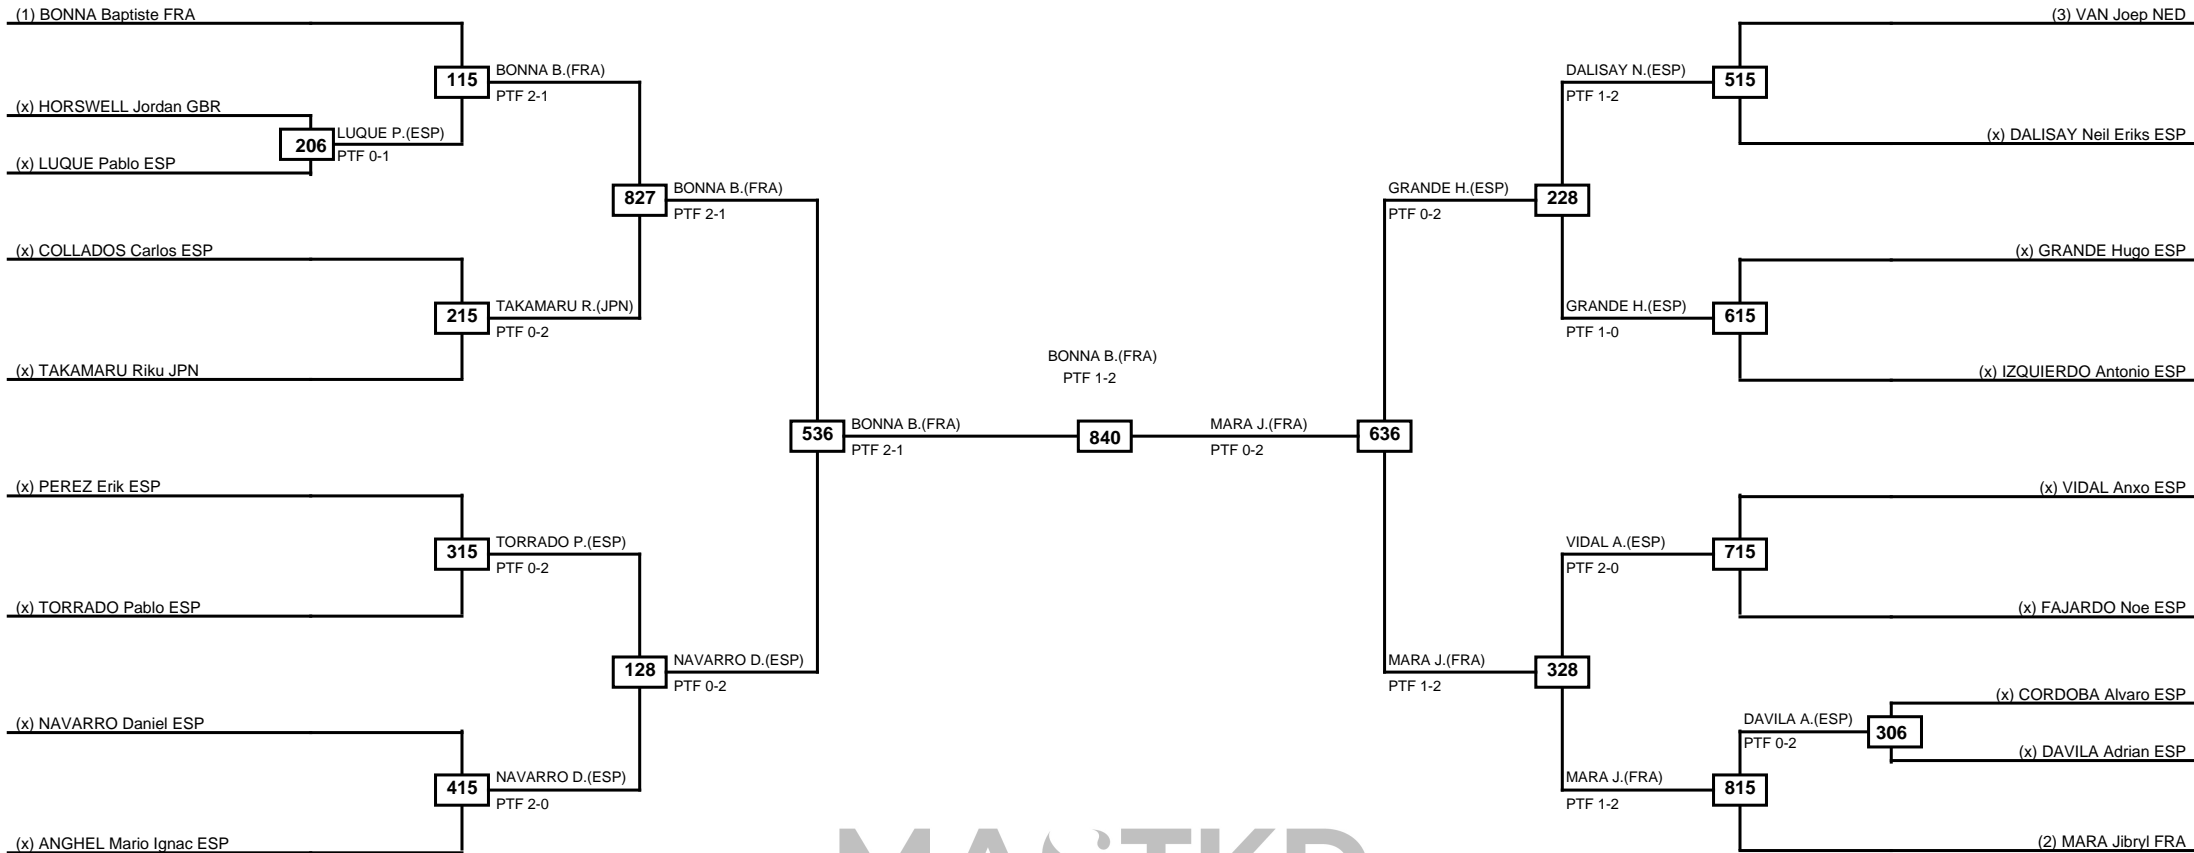 (1) BONNA Baptiste FRA
115
BONNA B.(FRA)
PTF 2-1
(x) HORSWELL Jordan GBR
206
LUQUE P.(ESP)
PTF 0-1
(x) LUQUE Pablo ESP
827
BONNA B.(FRA)
PTF 2-1
(x) COLLADOS Carlos ESP
215
TAKAMARU R.(JPN)
PTF 0-2
(x) TAKAMARU Riku JPN
536
BONNA B.(FRA)
PTF 2-1
(x) PEREZ Erik ESP
315
TORRADO P.(ESP)
PTF 0-2
(x) TORRADO Pablo ESP
128
NAVARRO D.(ESP)
PTF 0-2
(x) NAVARRO Daniel ESP
415
NAVARRO D.(ESP)
PTF 2-0
(x) ANGHEL Mario Ignac ESP
BONNA B.(FRA)
PTF 1-2
840
MARA J.(FRA)
PTF 0-2
636
(3) VAN Joep NED
DALISAY N.(ESP)
PTF 1-2
515
(x) DALISAY Neil Eriks ESP
GRANDE H.(ESP)
PTF 0-2
228
(x) GRANDE Hugo ESP
GRANDE H.(ESP)
PTF 1-0
615
(x) IZQUIERDO Antonio ESP
(x) VIDAL Anxo ESP
VIDAL A.(ESP)
PTF 2-0
715
(x) FAJARDO Noe ESP
MARA J.(FRA)
PTF 1-2
328
(x) CORDOBA Alvaro ESP
DAVILA A.(ESP)
PTF 0-2
306
(x) DAVILA Adrian ESP
MARA J.(FRA)
PTF 1-2
815
(2) MARA Jibryl FRA
MASTKD